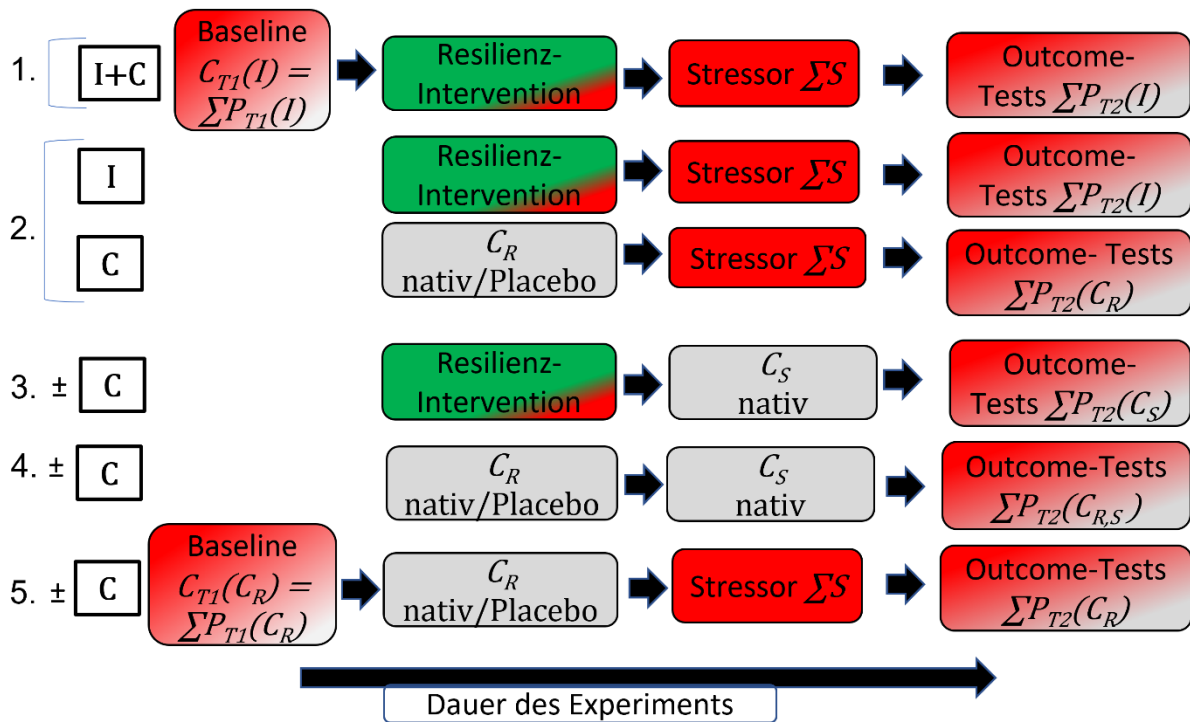 1.
I+C
Baseline
C_T1(I) =
∑P_T1(I)
Resilienz-
Intervention
Stressor ∑S
Outcome-
Tests ∑P_T2(I)
2.
I
Resilienz-
Intervention
Stressor ∑S
Outcome-
Tests ∑P_T2(I)
C
C_R
nativ/Placebo
Stressor ∑S
Outcome- Tests
∑P_T2(C_R)
3. ±
C
Resilienz-
Intervention
C_S
nativ
Outcome-
Tests ∑P_T2(C_S)
4. ±
C
C_R
nativ/Placebo
C_S
nativ
Outcome-Tests
∑P_T2(C_R,S)
5. ±
C
Baseline
C_T1(C_R) =
∑P_T1(C_R)
C_R
nativ/Placebo
Stressor ∑S
Outcome-Tests
∑P_T2(C_R)
Dauer des Experiments